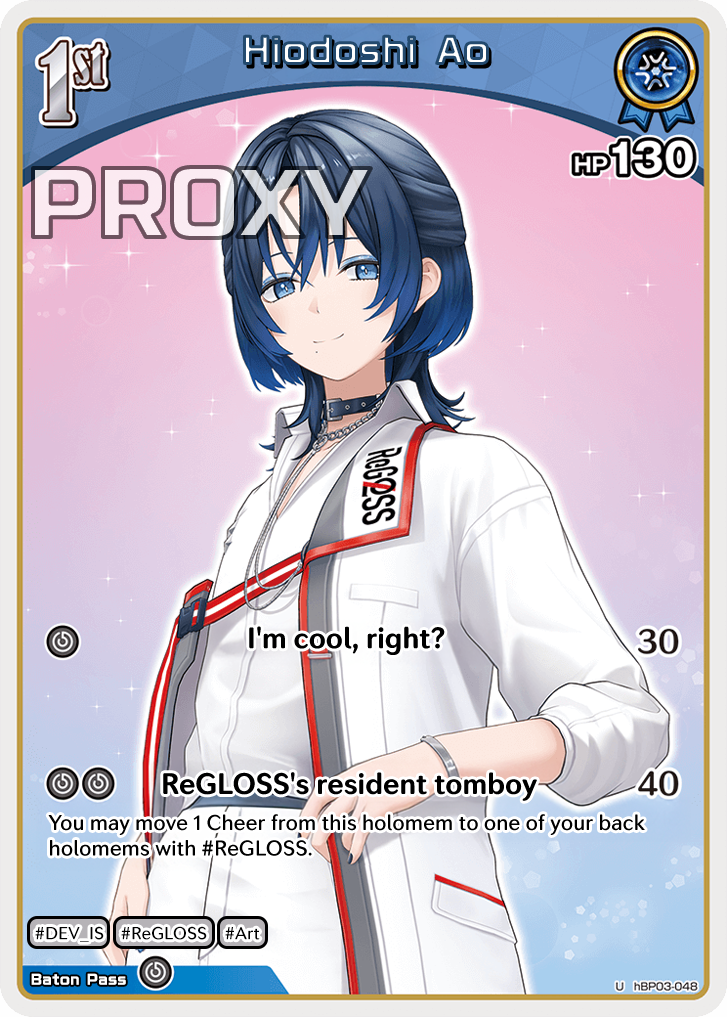 1st
Hiodoshi Ao
HP130
PROXY
ReGLOSS
I'm cool, right? 30
ReGLOSS's resident tomboy 40
You may move 1 Cheer from this holomem to one of your back
holomems with #ReGLOSS.
#DEV_IS #ReGLOSS #Art
Baton Pass
U hBP03-048